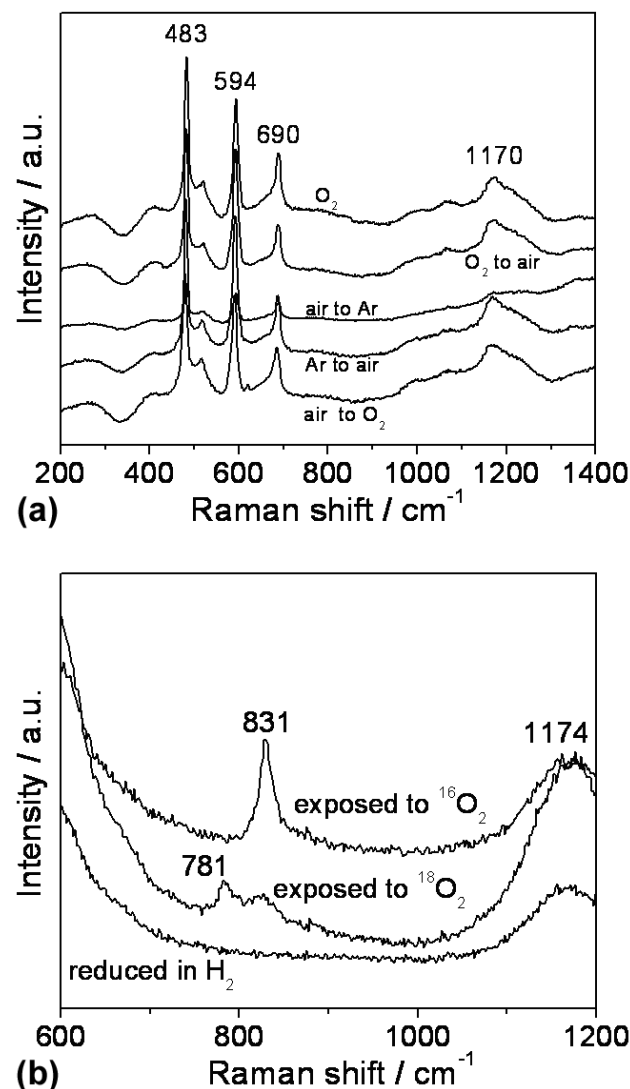 483
594
690
1170
O₂
O₂ to air
air to Ar
Ar to air
air to O₂
Intensity / a.u.
200 400 600 800 1000 1200 1400
(a) Raman shift / cm⁻¹
831
1174
exposed to ¹⁶O₂
781
exposed to ¹⁸O₂
reduced in H₂
Intensity / a.u.
600 800 1000 1200
(b) Raman shift / cm⁻¹